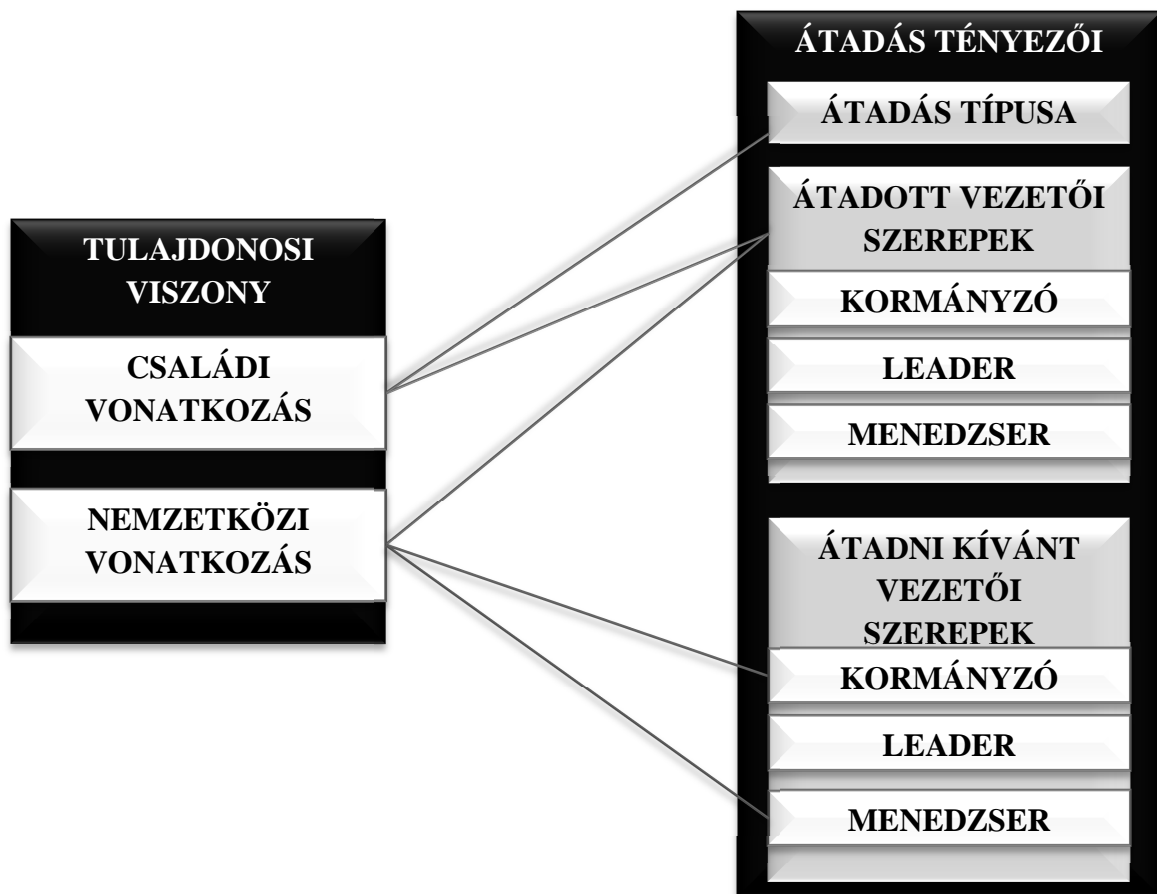 TULAJDONOSI
VISZONY
CSALÁDI
VONATKOZÁS
NEMZETKÖZI
VONATKOZÁS
ÁTADÁS TÉNYEZŐI
ÁTADÁS TÍPUSA
ÁTADOTT VEZETŐI
SZEREPEK
KORMÁNYZÓ
LEADER
MENEDZSER
ÁTADNI KÍVÁNT
VEZETŐI
SZEREPEK
KORMÁNYZÓ
LEADER
MENEDZSER